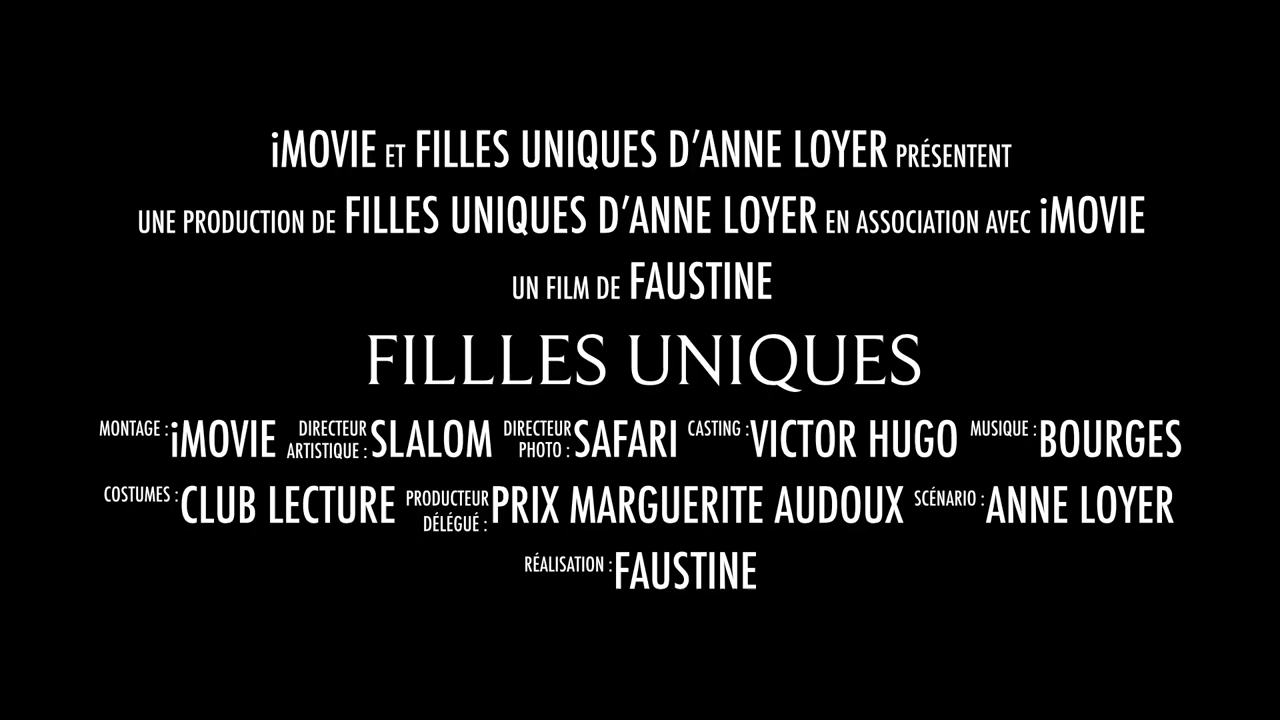 iMOVIE ET FILLES UNIQUES D'ANNE LOYER PRÉSENTENT
UNE PRODUCTION DE FILLES UNIQUES D'ANNE LOYER EN ASSOCIATION AVEC iMOVIE
UN FILM DE FAUSTINE
FILLLES UNIQUES
MONTAGE : iMOVIE DIRECTEUR ARTISTIQUE : SLALOM DIRECTEUR PHOTO : SAFARI CASTING : VICTOR HUGO MUSIQUE : BOURGES
COSTUMES : CLUB LECTURE PRODUCTEUR DÉLÉGUÉ : PRIX MARGUERITE AUDOUX SCÉNARIO : ANNE LOYER
RÉALISATION : FAUSTINE